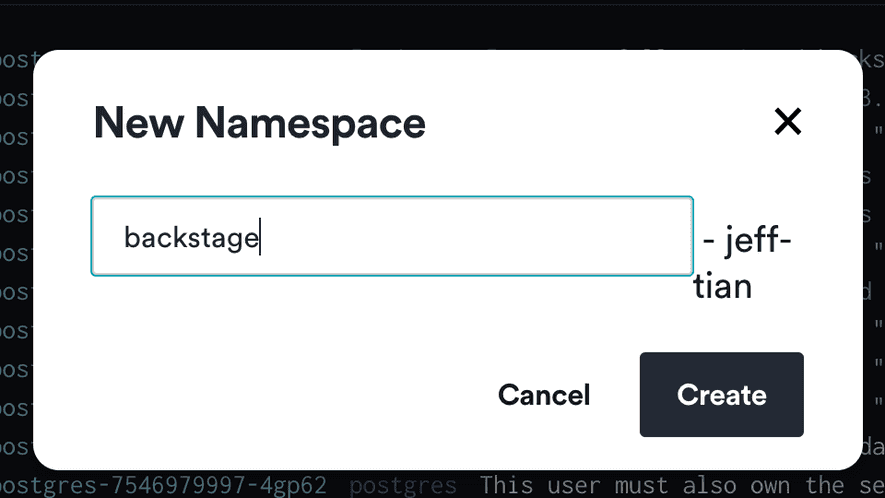 New Namespace
backstage
- jeff-
tian
Cancel
Create
postgres-7546979997-4gp62 postgres This user must also own the se